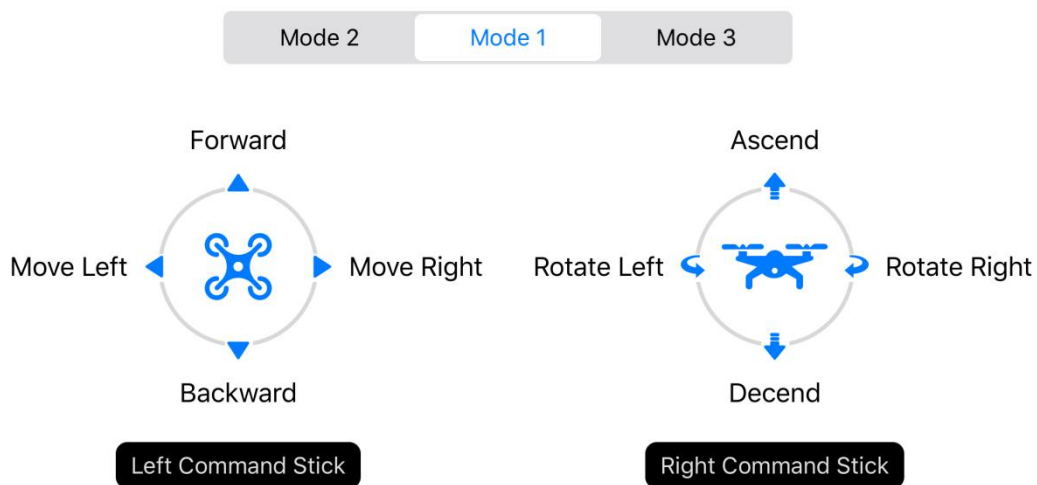 Mode 2 Mode 1 Mode 3
Forward Ascend
Move Left Move Right Rotate Left Rotate Right
Backward Decend
Left Command Stick Right Command Stick